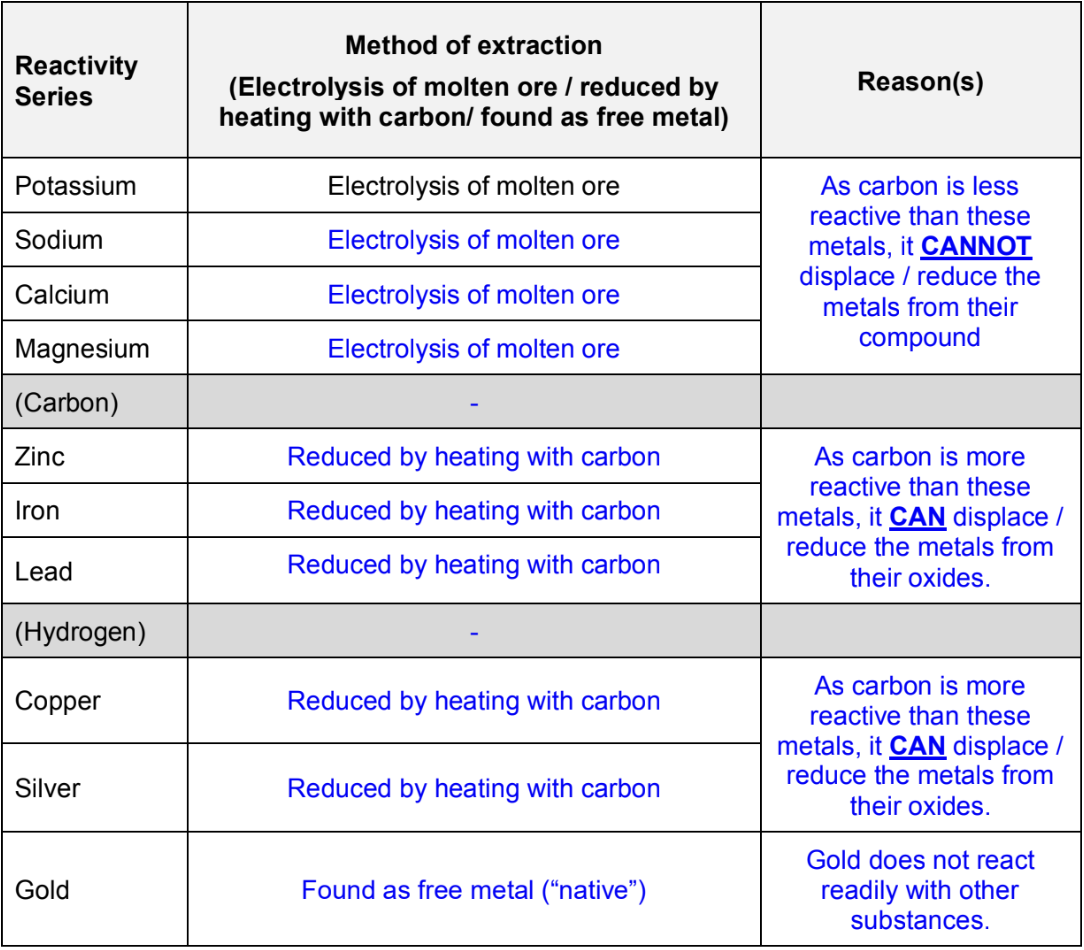 Reactivity
Series
Method of extraction
(Electrolysis of molten ore / reduced by
heating with carbon/ found as free metal)
Reason(s)
Potassium
Electrolysis of molten ore
As carbon is less
reactive than these
metals, it CANNOT
displace / reduce the
metals from their
compound
Sodium
Electrolysis of molten ore
Calcium
Electrolysis of molten ore
Magnesium
Electrolysis of molten ore
(Carbon)
-
Zinc
Reduced by heating with carbon
As carbon is more
reactive than these
metals, it CAN displace /
reduce the metals from
their oxides.
Iron
Reduced by heating with carbon
Lead
Reduced by heating with carbon
(Hydrogen)
-
Copper
Reduced by heating with carbon
As carbon is more
reactive than these
metals, it CAN displace /
reduce the metals from
their oxides.
Silver
Reduced by heating with carbon
Gold
Found as free metal (“native”)
Gold does not react
readily with other
substances.